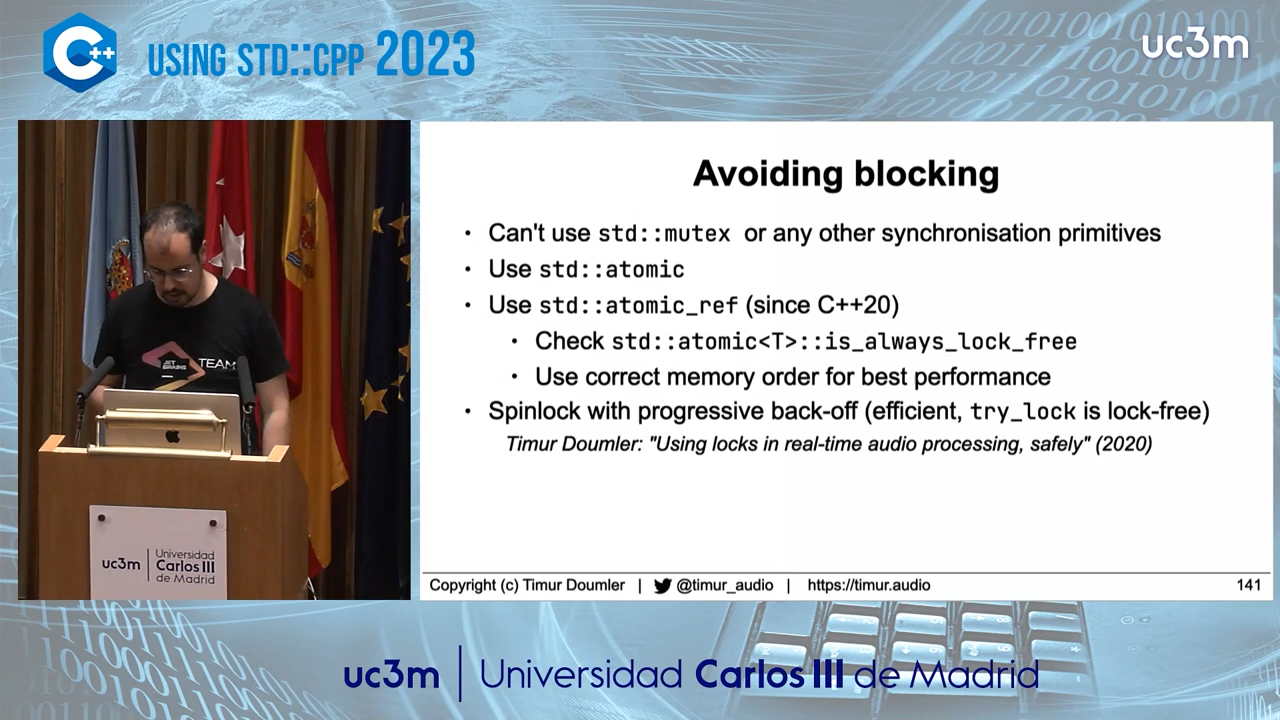 C++ USING STD::CPP 2023
uc3m
JET BRAINS TEAM
uc3m Universidad Carlos III de Madrid
Avoiding blocking
• Can't use std::mutex or any other synchronisation primitives
• Use std::atomic
• Use std::atomic_ref (since C++20)
• Check std::atomic<T>::is_always_lock_free
• Use correct memory order for best performance
• Spinlock with progressive back-off (efficient, try_lock is lock-free)
Timur Doumler: "Using locks in real-time audio processing, safely" (2020)
Copyright (c) Timur Doumler | @timur_audio | https://timur.audio 141
uc3m | Universidad Carlos III de Madrid